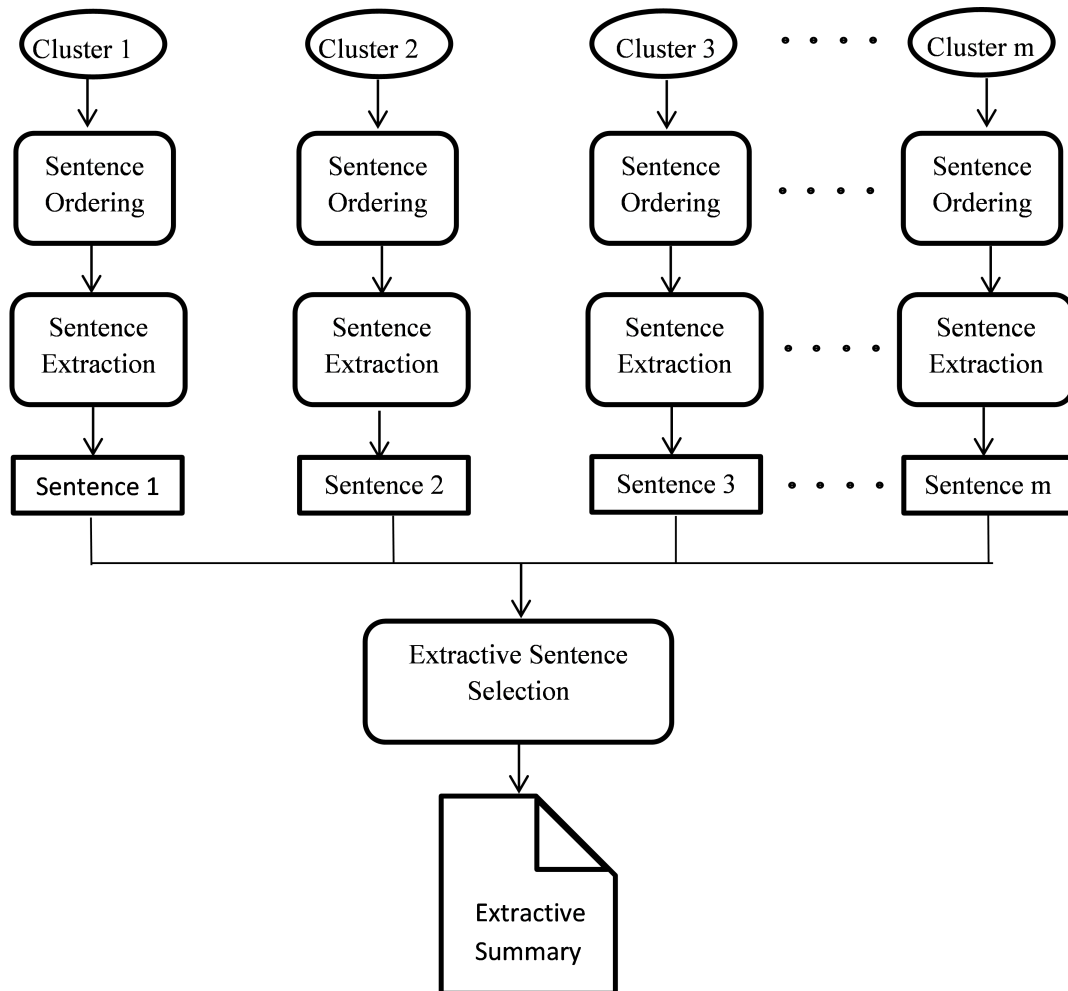 Cluster 1
Cluster 2
Cluster 3
Cluster m
Sentence
Ordering
Sentence
Ordering
Sentence
Ordering
Sentence
Ordering
Sentence
Extraction
Sentence
Extraction
Sentence
Extraction
Sentence
Extraction
Sentence 1
Sentence 2
Sentence 3
Sentence m
Extractive Sentence
Selection
Extractive
Summary